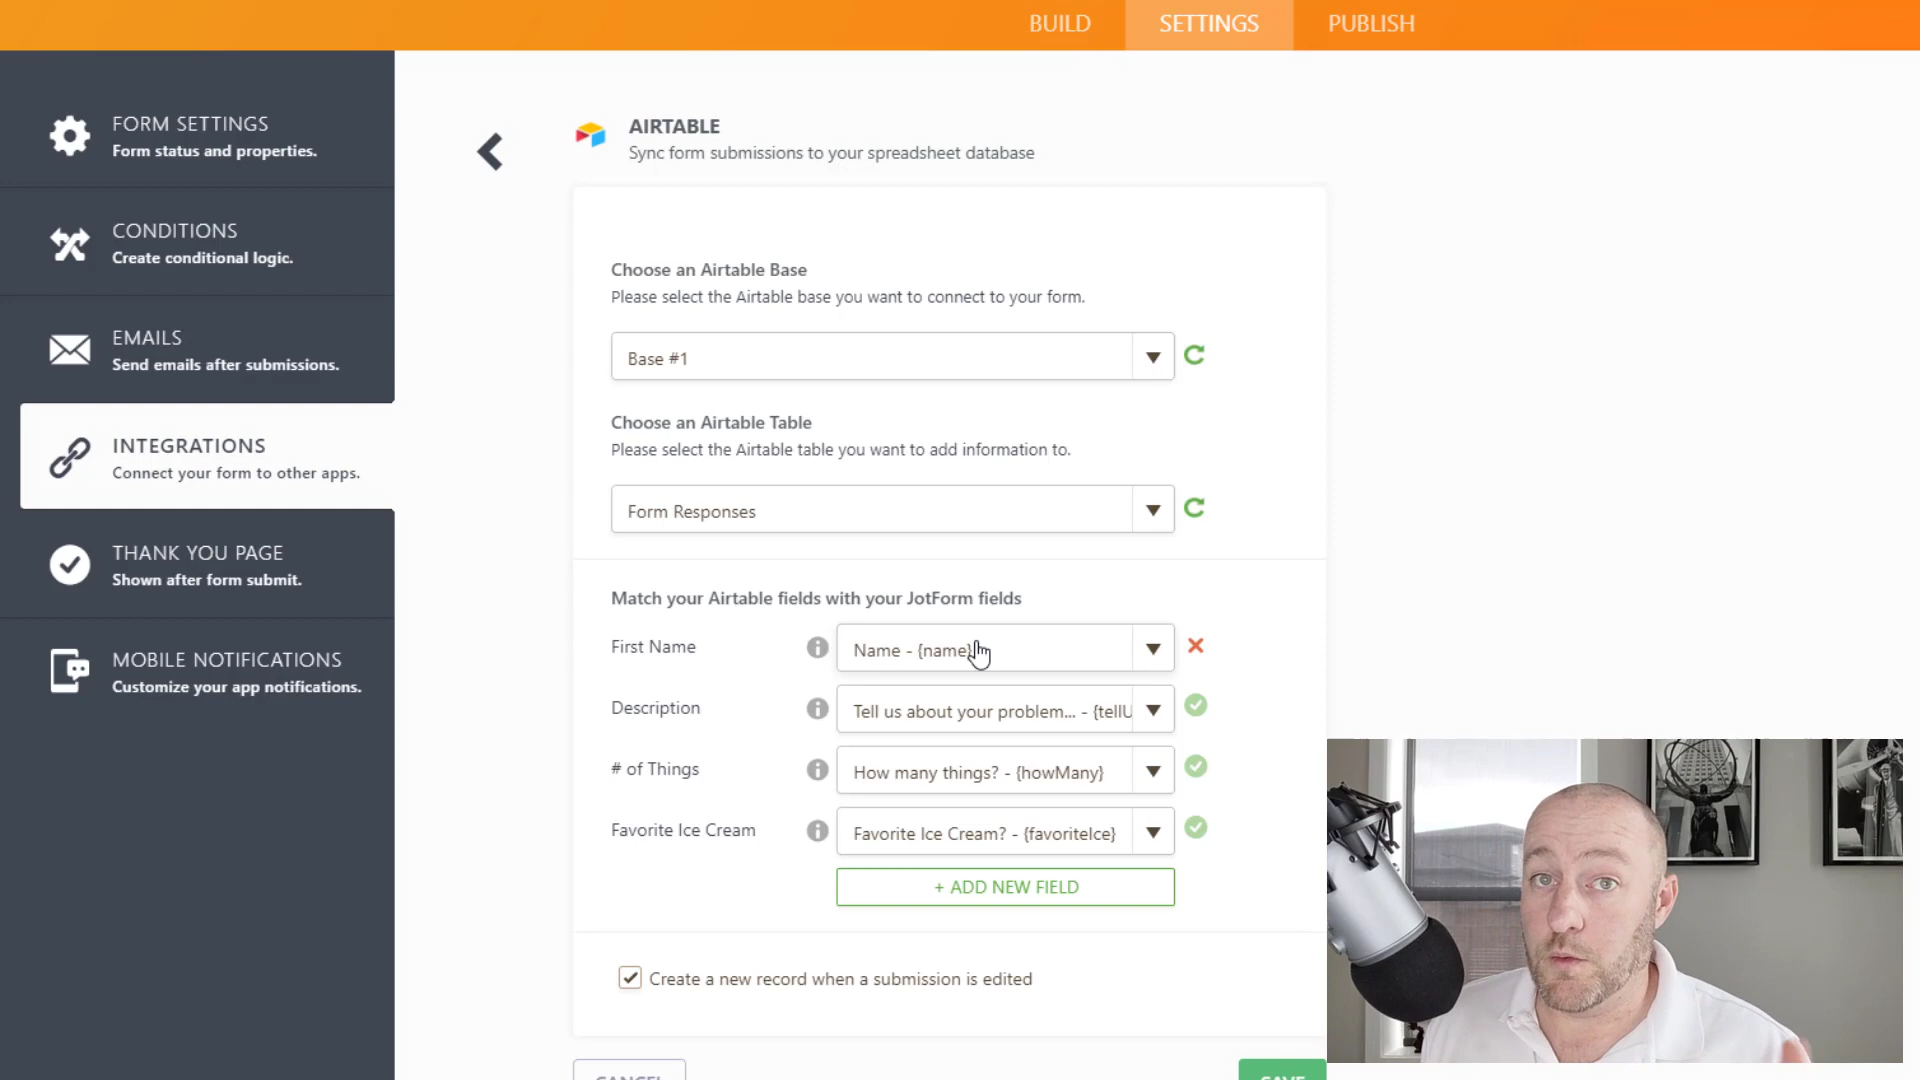 BUILD
SETTINGS
PUBLISH
FORM SETTINGS
Form status and properties.
CONDITIONS
Create conditional logic.
EMAILS
Send emails after submissions.
INTEGRATIONS
Connect your form to other apps.
THANK YOU PAGE
Shown after form submit.
MOBILE NOTIFICATIONS
Customize your app notifications.
AIRTABLE
Sync form submissions to your spreadsheet database
Choose an Airtable Base
Please select the Airtable base you want to connect to your form.
Base #1
Choose an Airtable Table
Please select the Airtable table you want to add information to.
Form Responses
Match your Airtable fields with your JotForm fields
First Name
Name - {name}
Description
Tell us about your problem... - {tellU
# of Things
How many things? - {howMany}
Favorite Ice Cream
Favorite Ice Cream? - {favoriteIce}
+ ADD NEW FIELD
Create a new record when a submission is edited
CANCEL
SAVE